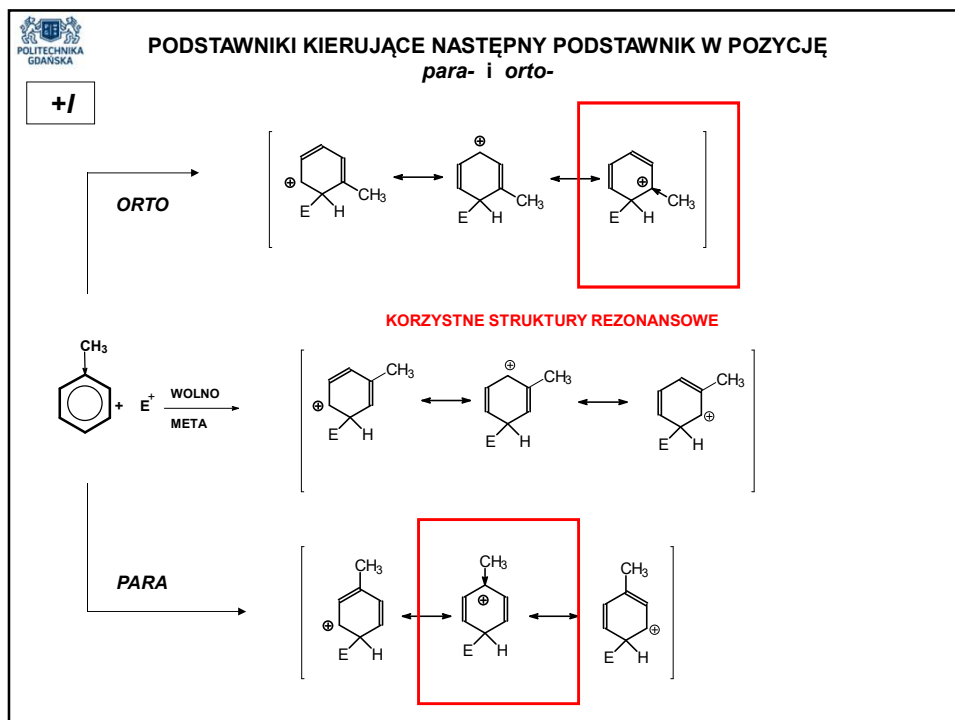 POLITECHNIKA
GDAŃSKA
PODSTAWNIKI KIERUJĄCE NASTĘPNY PODSTAWNIK W POZYCJĘ
para- i orto-
+I
ORTO
⊕
CH3
E H
⊕
CH3
E H
⊕
CH3
E H
KORZYSTNE STRUKTURY REZONANSOWE
CH3
+ E+
WOLNO
META
⊕
CH3
E H
⊕
CH3
E H
CH3
⊕
E H
PARA
CH3
⊕
E H
CH3
⊕
E H
CH3
⊕
E H